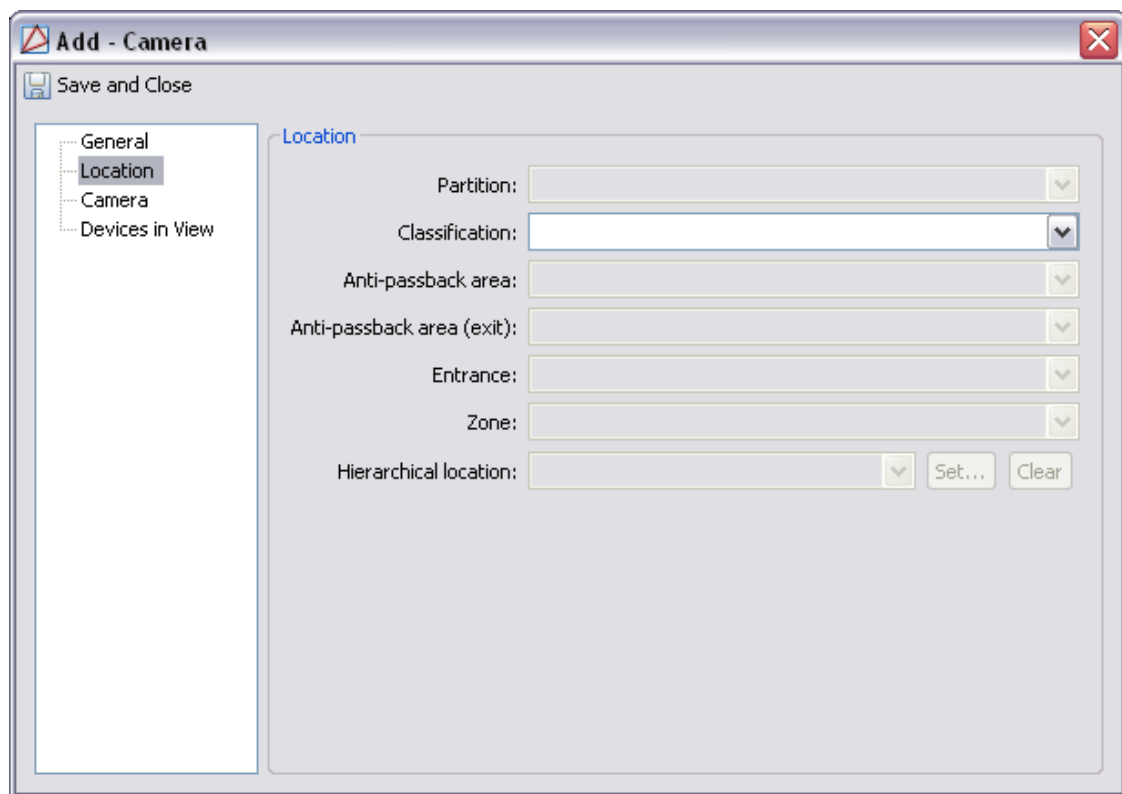 Add - Camera
Save and Close
General
Location
Camera
Devices in View
Location
Partition:
Classification:
Anti-passback area:
Anti-passback area (exit):
Entrance:
Zone:
Hierarchical location:
Set... Clear